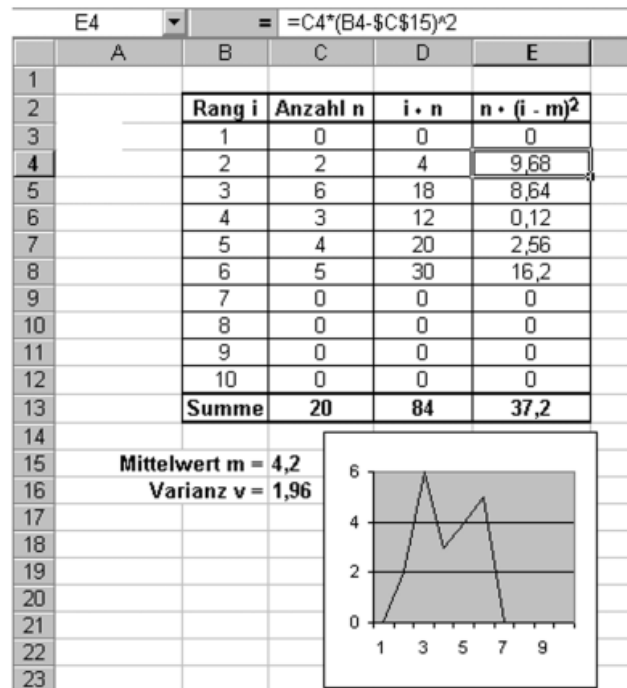 E4 = =C4*(B4-$C$15)^2
A B C D E
1
2 Rang i Anzahl n i • n n • (i - m)²
3 1 0 0 0
4 2 2 4 9,68
5 3 6 18 8,64
6 4 3 12 0,12
7 5 4 20 2,56
8 6 5 30 16,2
9 7 0 0 0
10 8 0 0 0
11 9 0 0 0
12 10 0 0 0
13 Summe 20 84 37,2
14
15 Mittelwert m = 4,2
16 Varianz v = 1,96
17
18
19
20
21
22
23
6
4
2
0
1 3 5 7 9